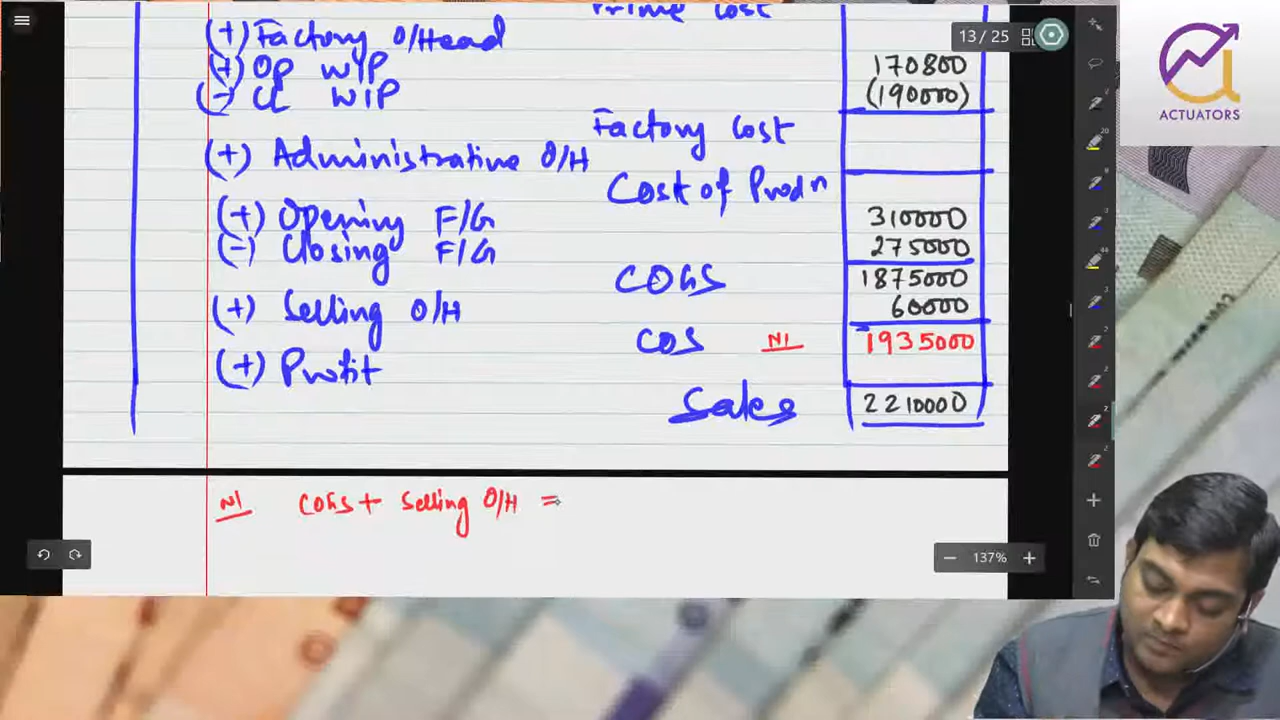 Prime Cost
(+) Factory O/Head
13 / 25
(+) OP WIP 170800
(-) CL WIP (190000)
Factory Cost
(+) Administrative O/H
Cost of Prodn
(+) Opening F/G 310000
(-) Closing F/G 275000
COGS 1875000
(+) Selling O/H 60000
COS N1 1935000
(+) Profit
Sales 2210000
N1 COGS + Selling O/H =
137%
ACTUATORS